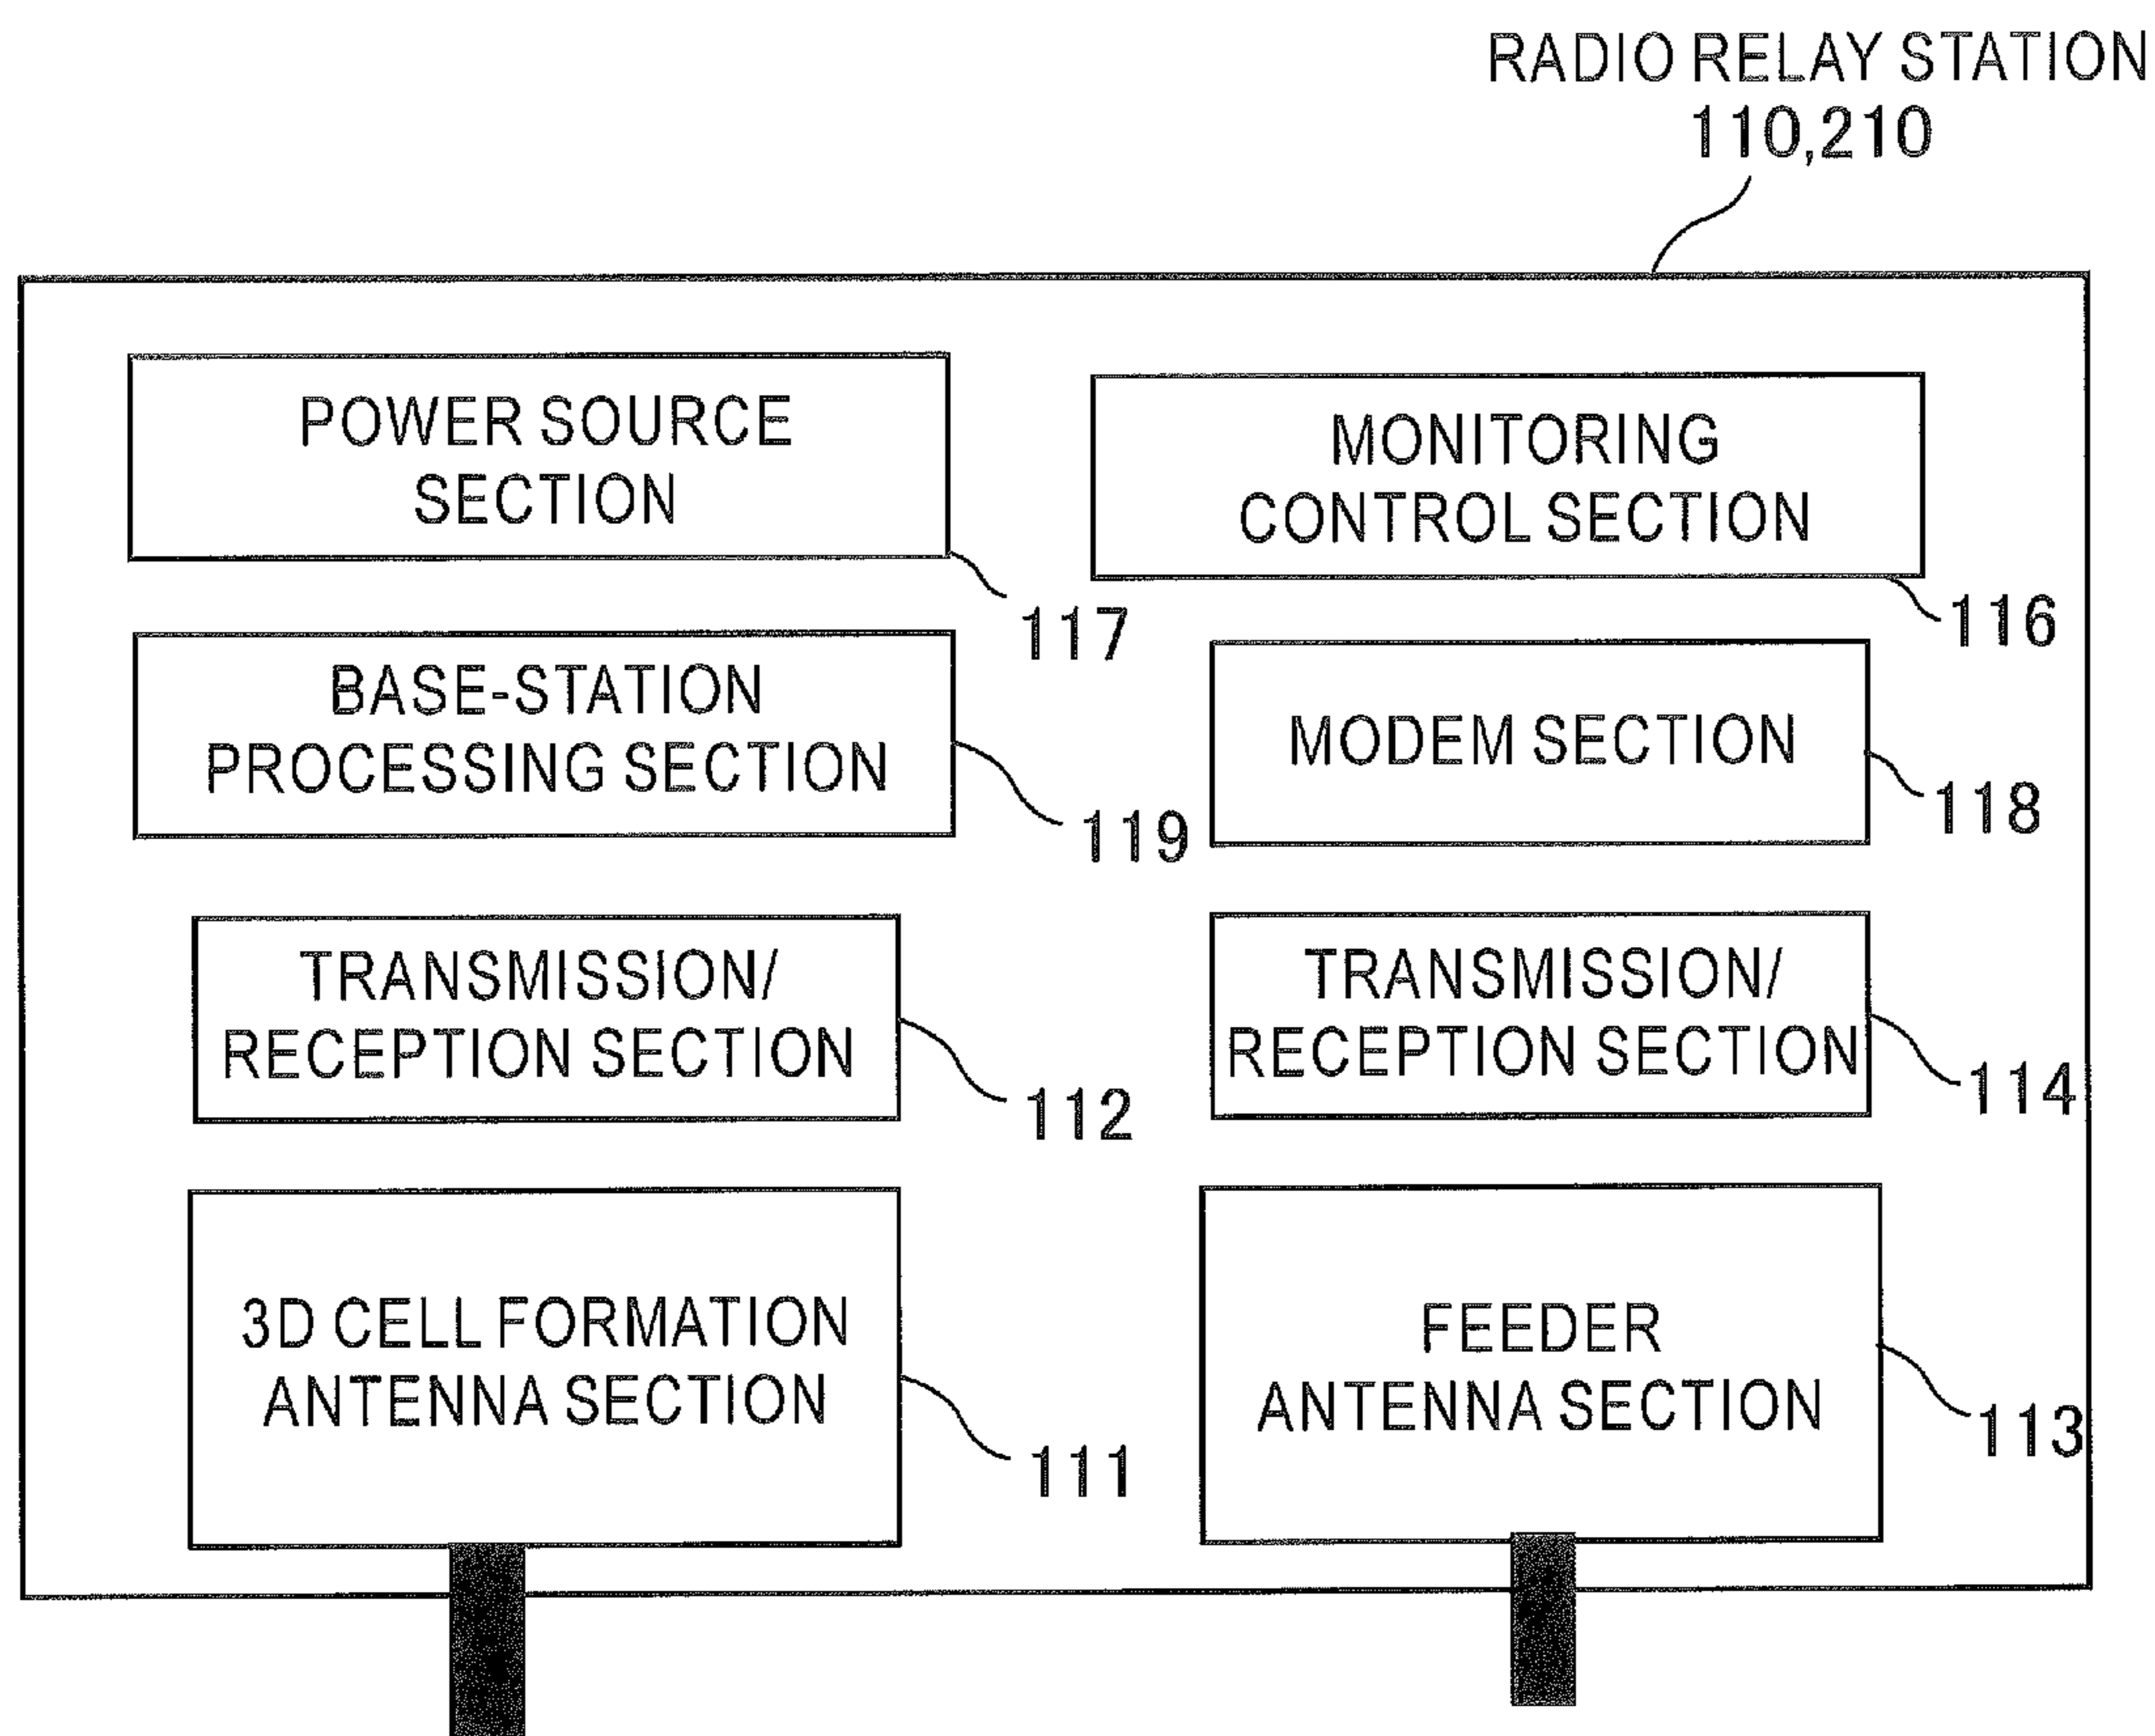 RADIO RELAY STATION
110,210
POWER SOURCE
SECTION
117
MONITORING
CONTROL SECTION
116
BASE-STATION
PROCESSING SECTION
119
MODEM SECTION
118
TRANSMISSION/
RECEPTION SECTION
112
TRANSMISSION/
RECEPTION SECTION
114
3D CELL FORMATION
ANTENNA SECTION
111
FEEDER
ANTENNA SECTION
113